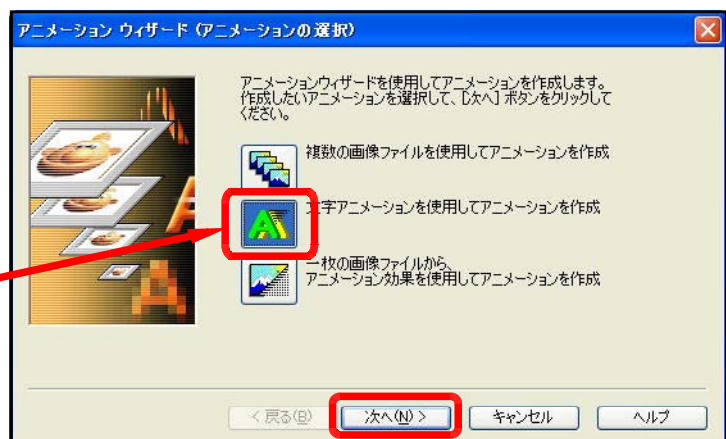 アニメーション ウィザード (アニメーションの選択)
アニメーションウィザードを使用してアニメーションを作成します。
作成したいアニメーションを選択して、[次へ] ボタンをクリックして
ください。
複数の画像ファイルを使用してアニメーションを作成
文字アニメーションを使用してアニメーションを作成
一枚の画像ファイルから、
アニメーション効果を使用してアニメーションを作成
< 戻る(B) 次へ(N) > キャンセル ヘルプ